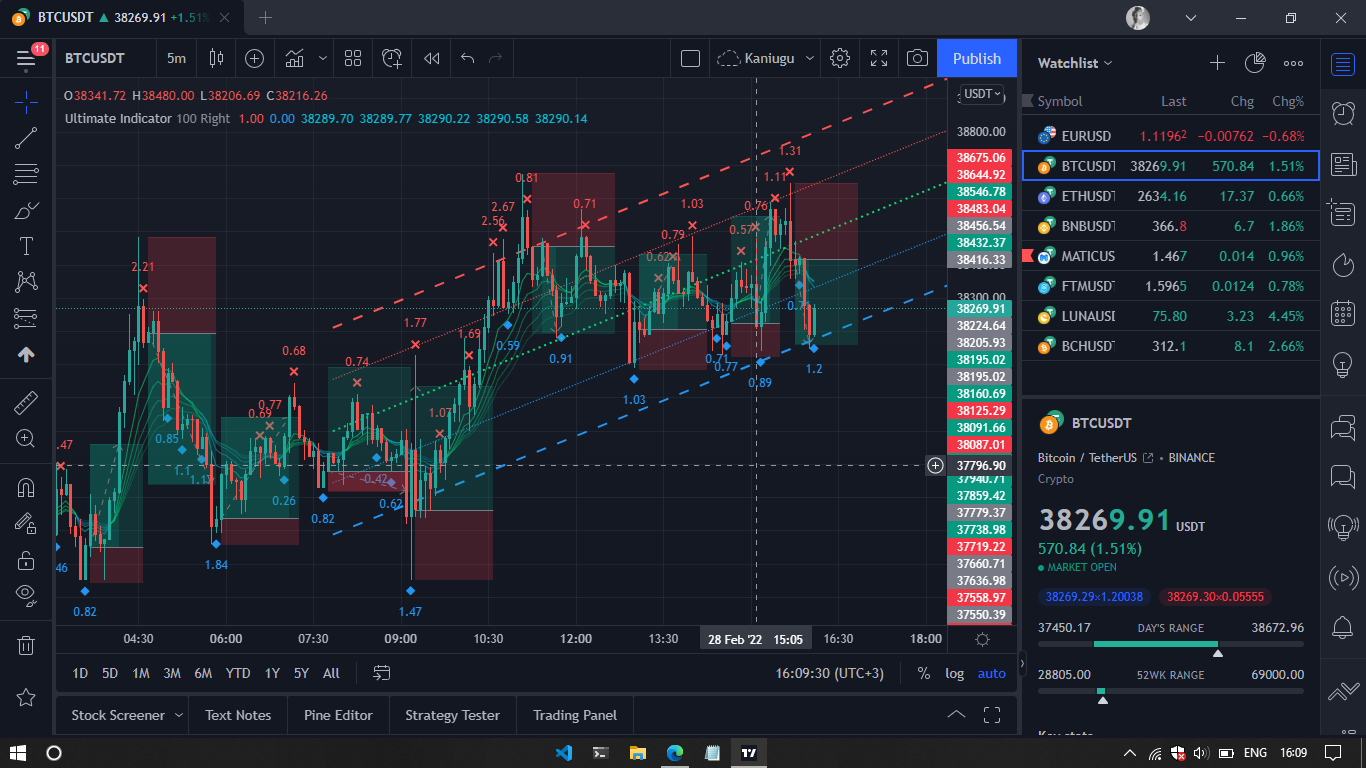 BTCUSDT ▲ 38269.91 +1.51%
11
BTCUSDT 5m Kaniugu Publish
O38341.72 H38480.00 L38206.69 C38216.26
Ultimate Indicator 100 Right 1.00 0.00 38289.70 38289.77 38290.22 38290.58 38290.14
USDT
38800.00
38675.06
38644.92
38546.78
38483.04
38456.54
38432.37
38416.33
38300.00
38269.91
38224.64
38205.93
38195.02
38195.02
38160.69
38125.29
38091.66
38087.01
37796.90
37940.71
37859.42
37779.37
37738.98
37719.22
37660.71
37636.98
37558.97
37550.39
1.31
0.81
1.11
2.67
0.71
1.03
0.76
2.56
0.57
0.79
0.62
2.21
1.77
1.69
0.59
0.68
0.74
0.91
0.71
0.77
0.89
1.2
1.03
0.77
0.69
1.07
0.85
.47
1.1
0.42
0.26
0.62
0.82
1.84
.46
0.82
1.47
04:30 06:00 07:30 09:00 10:30 12:00 13:30 28 Feb '22 15:05 16:30 18:00
1D 5D 1M 3M 6M YTD 1Y 5Y All 16:09:30 (UTC+3) % log auto
Stock Screener Text Notes Pine Editor Strategy Tester Trading Panel
Watchlist
Symbol Last Chg Chg%
EURUSD 1.11962 −0.00762 −0.68%
BTCUSDT 38269.91 570.84 1.51%
ETHUSDT 2634.16 17.37 0.66%
BNBUSDT 366.8 6.7 1.86%
MATICUS 1.467 0.014 0.96%
FTMUSDT 1.5965 0.0124 0.78%
LUNAUSI 75.80 3.23 4.45%
BCHUSDT 312.1 8.1 2.66%
BTCUSDT
Bitcoin / TetherUS • BINANCE
Crypto
38269.91 USDT
570.84 (1.51%)
MARKET OPEN
38269.29×1.20038 38269.30×0.05555
37450.17 DAY'S RANGE 38672.96
28805.00 52WK RANGE 69000.00
Key stats
ENG 16:09